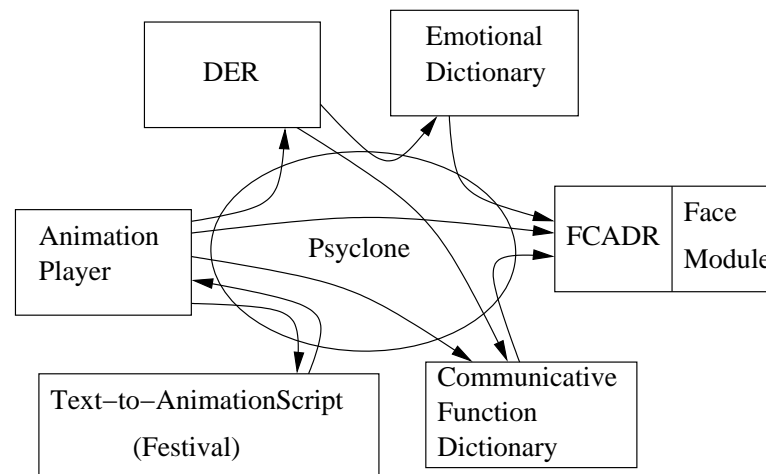 DER
Emotional
Dictionary
Animation
Player
Psyclone
FCADR
Face
Module
Text−to−AnimationScript
(Festival)
Communicative
Function
Dictionary